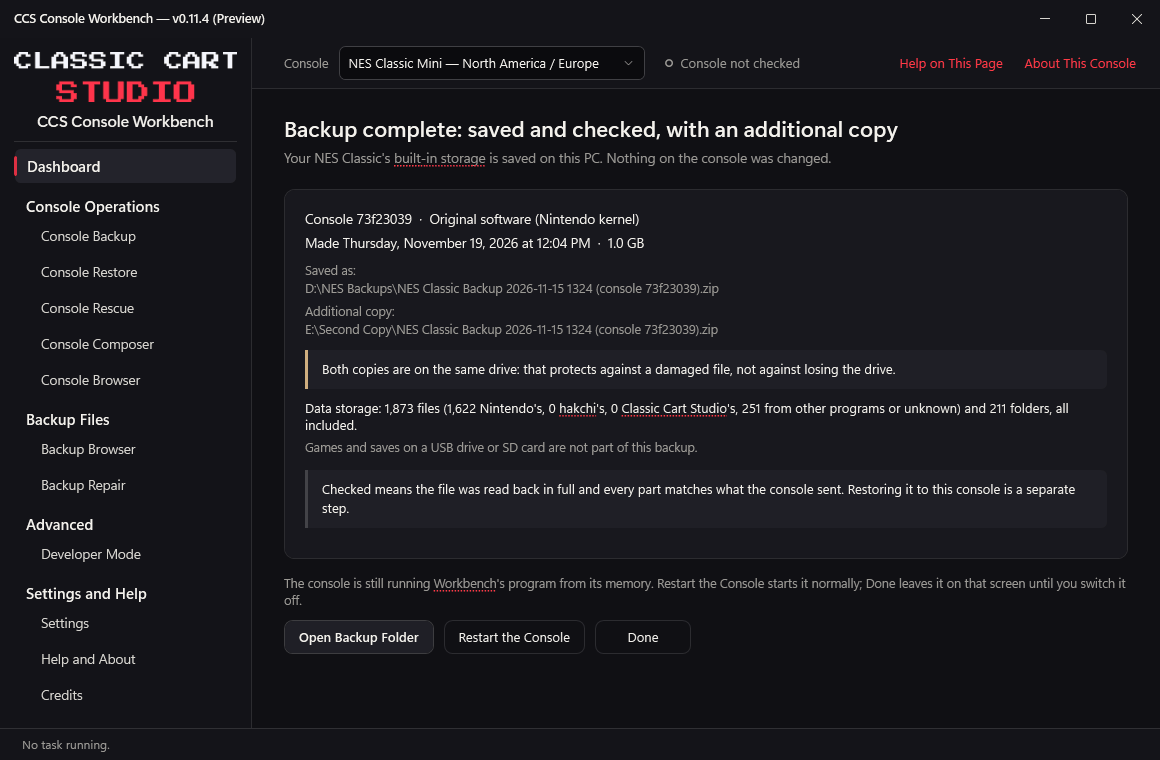 CCS Console Workbench — v0.11.4 (Preview)
CLASSIC CART
STUDIO
CCS Console Workbench
Dashboard
Console Operations
Console Backup
Console Restore
Console Rescue
Console Composer
Console Browser
Backup Files
Backup Browser
Backup Repair
Advanced
Developer Mode
Settings and Help
Settings
Help and About
Credits
Console
NES Classic Mini — North America / Europe
Console not checked
Help on This Page
About This Console
Backup complete: saved and checked, with an additional copy
Your NES Classic's built-in storage is saved on this PC. Nothing on the console was changed.
Console 73f23039 · Original software (Nintendo kernel)
Made Thursday, November 19, 2026 at 12:04 PM · 1.0 GB
Saved as:
D:\NES Backups\NES Classic Backup 2026-11-15 1324 (console 73f23039).zip
Additional copy:
E:\Second Copy\NES Classic Backup 2026-11-15 1324 (console 73f23039).zip
Both copies are on the same drive: that protects against a damaged file, not against losing the drive.
Data storage: 1,873 files (1,622 Nintendo's, 0 hakchi's, 0 Classic Cart Studio's, 251 from other programs or unknown) and 211 folders, all
included.
Games and saves on a USB drive or SD card are not part of this backup.
Checked means the file was read back in full and every part matches what the console sent. Restoring it to this console is a separate
step.
The console is still running Workbench's program from its memory. Restart the Console starts it normally; Done leaves it on that screen until you switch it
off.
Open Backup Folder
Restart the Console
Done
No task running.